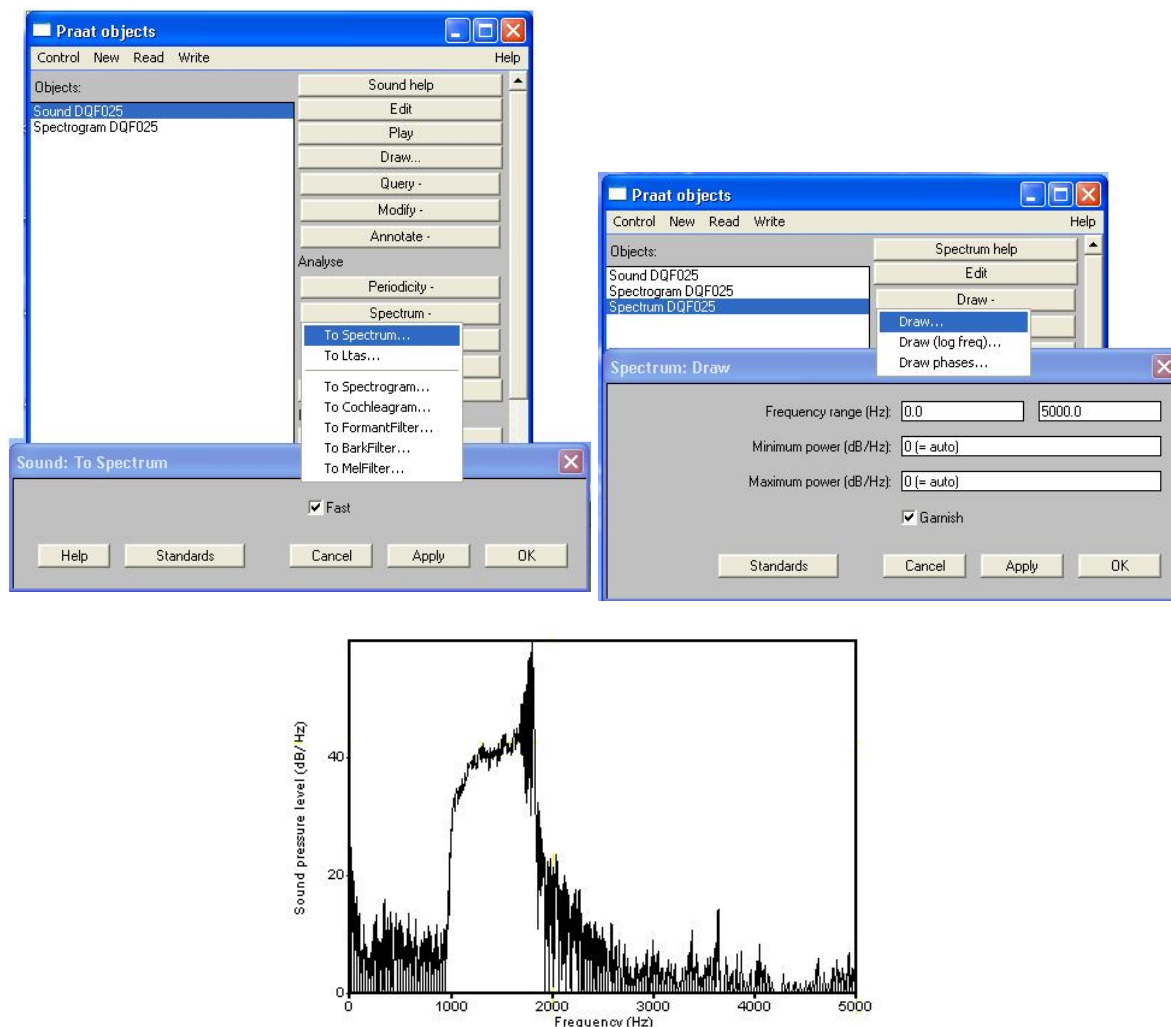 Praat objects
Control New Read Write Help
Objects:
Sound DQF025
Spectrogram DQF025
Sound help
Edit
Play
Draw...
Query -
Modify -
Annotate -
Analyse
Periodicity -
Spectrum -
To Spectrum...
To Ltas...
To Spectrogram...
To Cochleagram...
To FormantFilter...
To BarkFilter...
To MelFilter...
Sound: To Spectrum
Fast
Help Standards Cancel Apply OK
Praat objects
Control New Read Write Help
Objects:
Sound DQF025
Spectrogram DQF025
Spectrum DQF025
Spectrum help
Edit
Draw -
Draw...
Draw (log freq)...
Draw phases...
Spectrum: Draw
Frequency range (Hz): 0.0 5000.0
Minimum power (dB/Hz): 0 (= auto)
Maximum power (dB/Hz): 0 (= auto)
Garnish
Standards Cancel Apply OK
Sound pressure level (dB/Hz)
40
20
0
0 1000 2000 3000 4000 5000
Frequency (Hz)